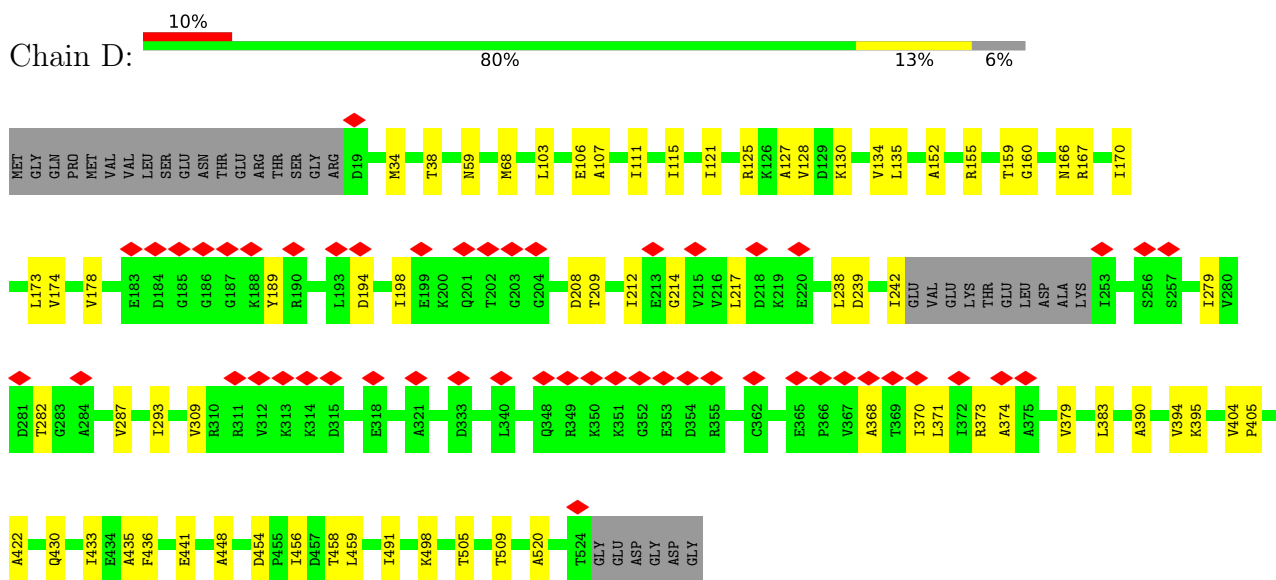 10%
Chain D:
80% 13% 6%
MET GLY GLN PRO MET VAL VAL LEU SER GLU ASN THR GLU ARG THR SER GLY ARG D19 M34 T38 N59 M68 L103 E106 A107 I111 I115 I121 R125 K126 A127 V128 D129 K130 V134 L135 A152 R155 T159 G160 N166 R167 I170
L173 V174 V178 E183 D184 G185 G186 G187 K188 Y189 R190 L193 D194 I198 E199 K200 Q201 T202 G203 G204 D208 T209 I212 E213 G214 V215 V216 L217 D218 K219 E220 L238 D239 I242 GLU VAL GLU LYS THR GLU LEU ASP ALA LYS I253 S256 S257 I279 V280
D281 T282 G283 A284 V287 I293 V309 R310 R311 V312 K313 K314 D315 E318 A321 D333 L340 Q348 R349 K350 K351 G352 E353 D354 R355 C362 E365 P366 V367 A368 T369 I370 L371 I372 R373 A374 A375 V379 L383 A390 V394 K395 V404 P405
A422 Q430 I433 E434 A435 F436 E441 A448 D454 P455 I456 D457 T458 L459 I491 K498 T505 T509 A520 T524 GLY GLU ASP GLY ASP GLY